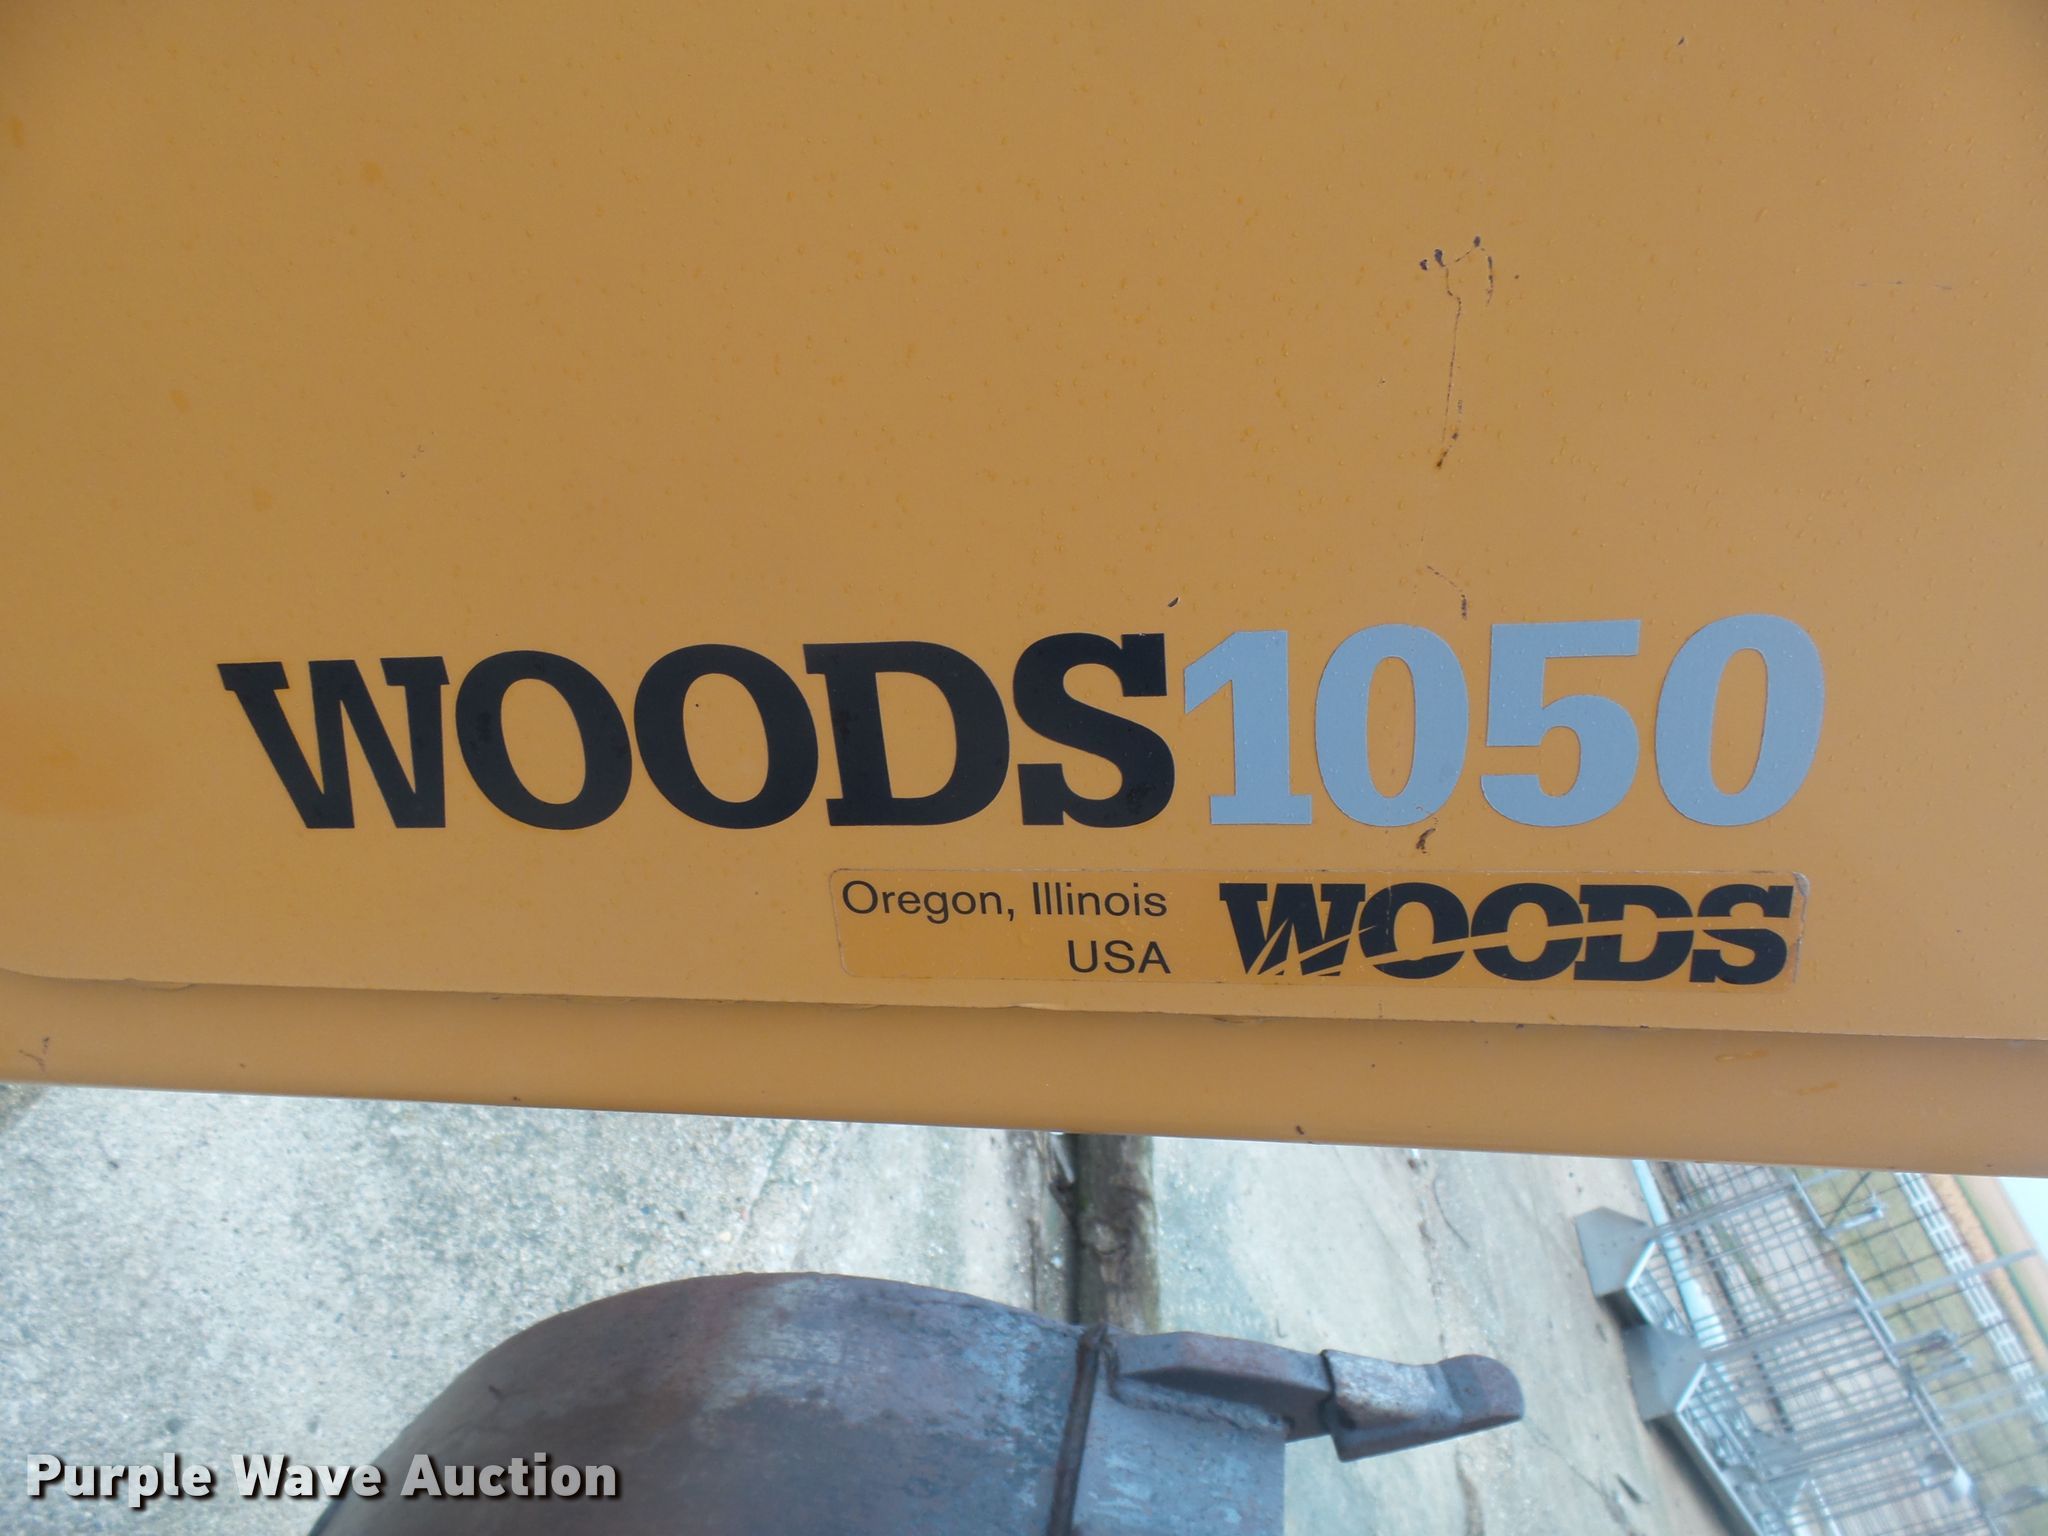 WOODS1050
Oregon, Illinois
USA
WOODS
Purple Wave Auction